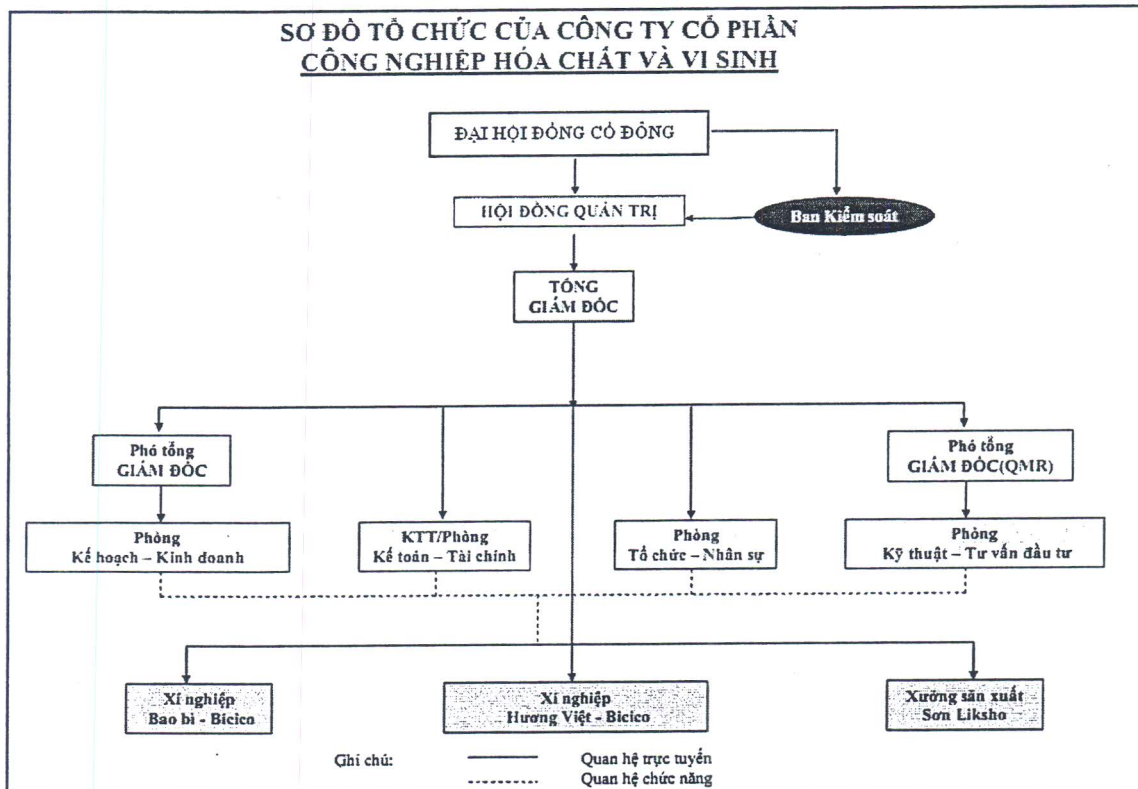 SƠ ĐỒ TỔ CHỨC CỦA CÔNG TY CỔ PHẦN
CÔNG NGHIỆP HÓA CHẤT VÀ VI SINH
ĐẠI HỘI ĐỒNG CỔ ĐÔNG
HỘI ĐỒNG QUẢN TRỊ
Ban Kiểm soát
TỔNG
GIÁM ĐỐC
Phó tổng
GIÁM ĐỐC
Phó tổng
GIÁM ĐỐC(QMR)
Phòng
Kế hoạch – Kinh doanh
KTT/Phòng
Kế toán – Tài chính
Phòng
Tổ chức – Nhân sự
Phòng
Kỹ thuật – Tư vấn đầu tư
Xí nghiệp
Bao bì - Bicico
Xí nghiệp
Hương Việt - Bicico
Xưởng sãn xuất
Sơn Liksho
Ghi chú:
Quan hệ trực tuyến
Quan hệ chức năng